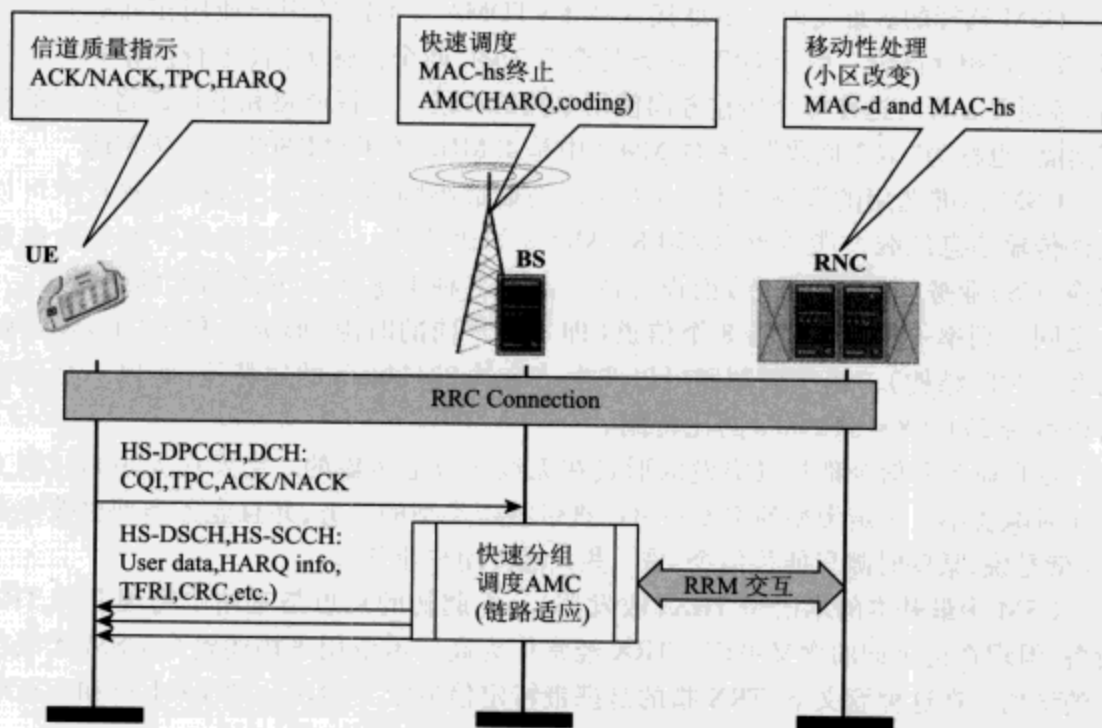 信道质量指示
ACK/NACK,TPC,HARQ
快速调度
MAC-hs终止
AMC(HARQ,coding)
移动性处理
(小区改变)
MAC-d and MAC-hs
UE
BS
RNC
RRC Connection
HS-DPCCH,DCH:
CQI,TPC,ACK/NACK
HS-DSCH,HS-SCCH:
User data,HARQ info,
TFRI,CRC,etc.)
快速分组
调度AMC
(链路适应)
RRM 交互